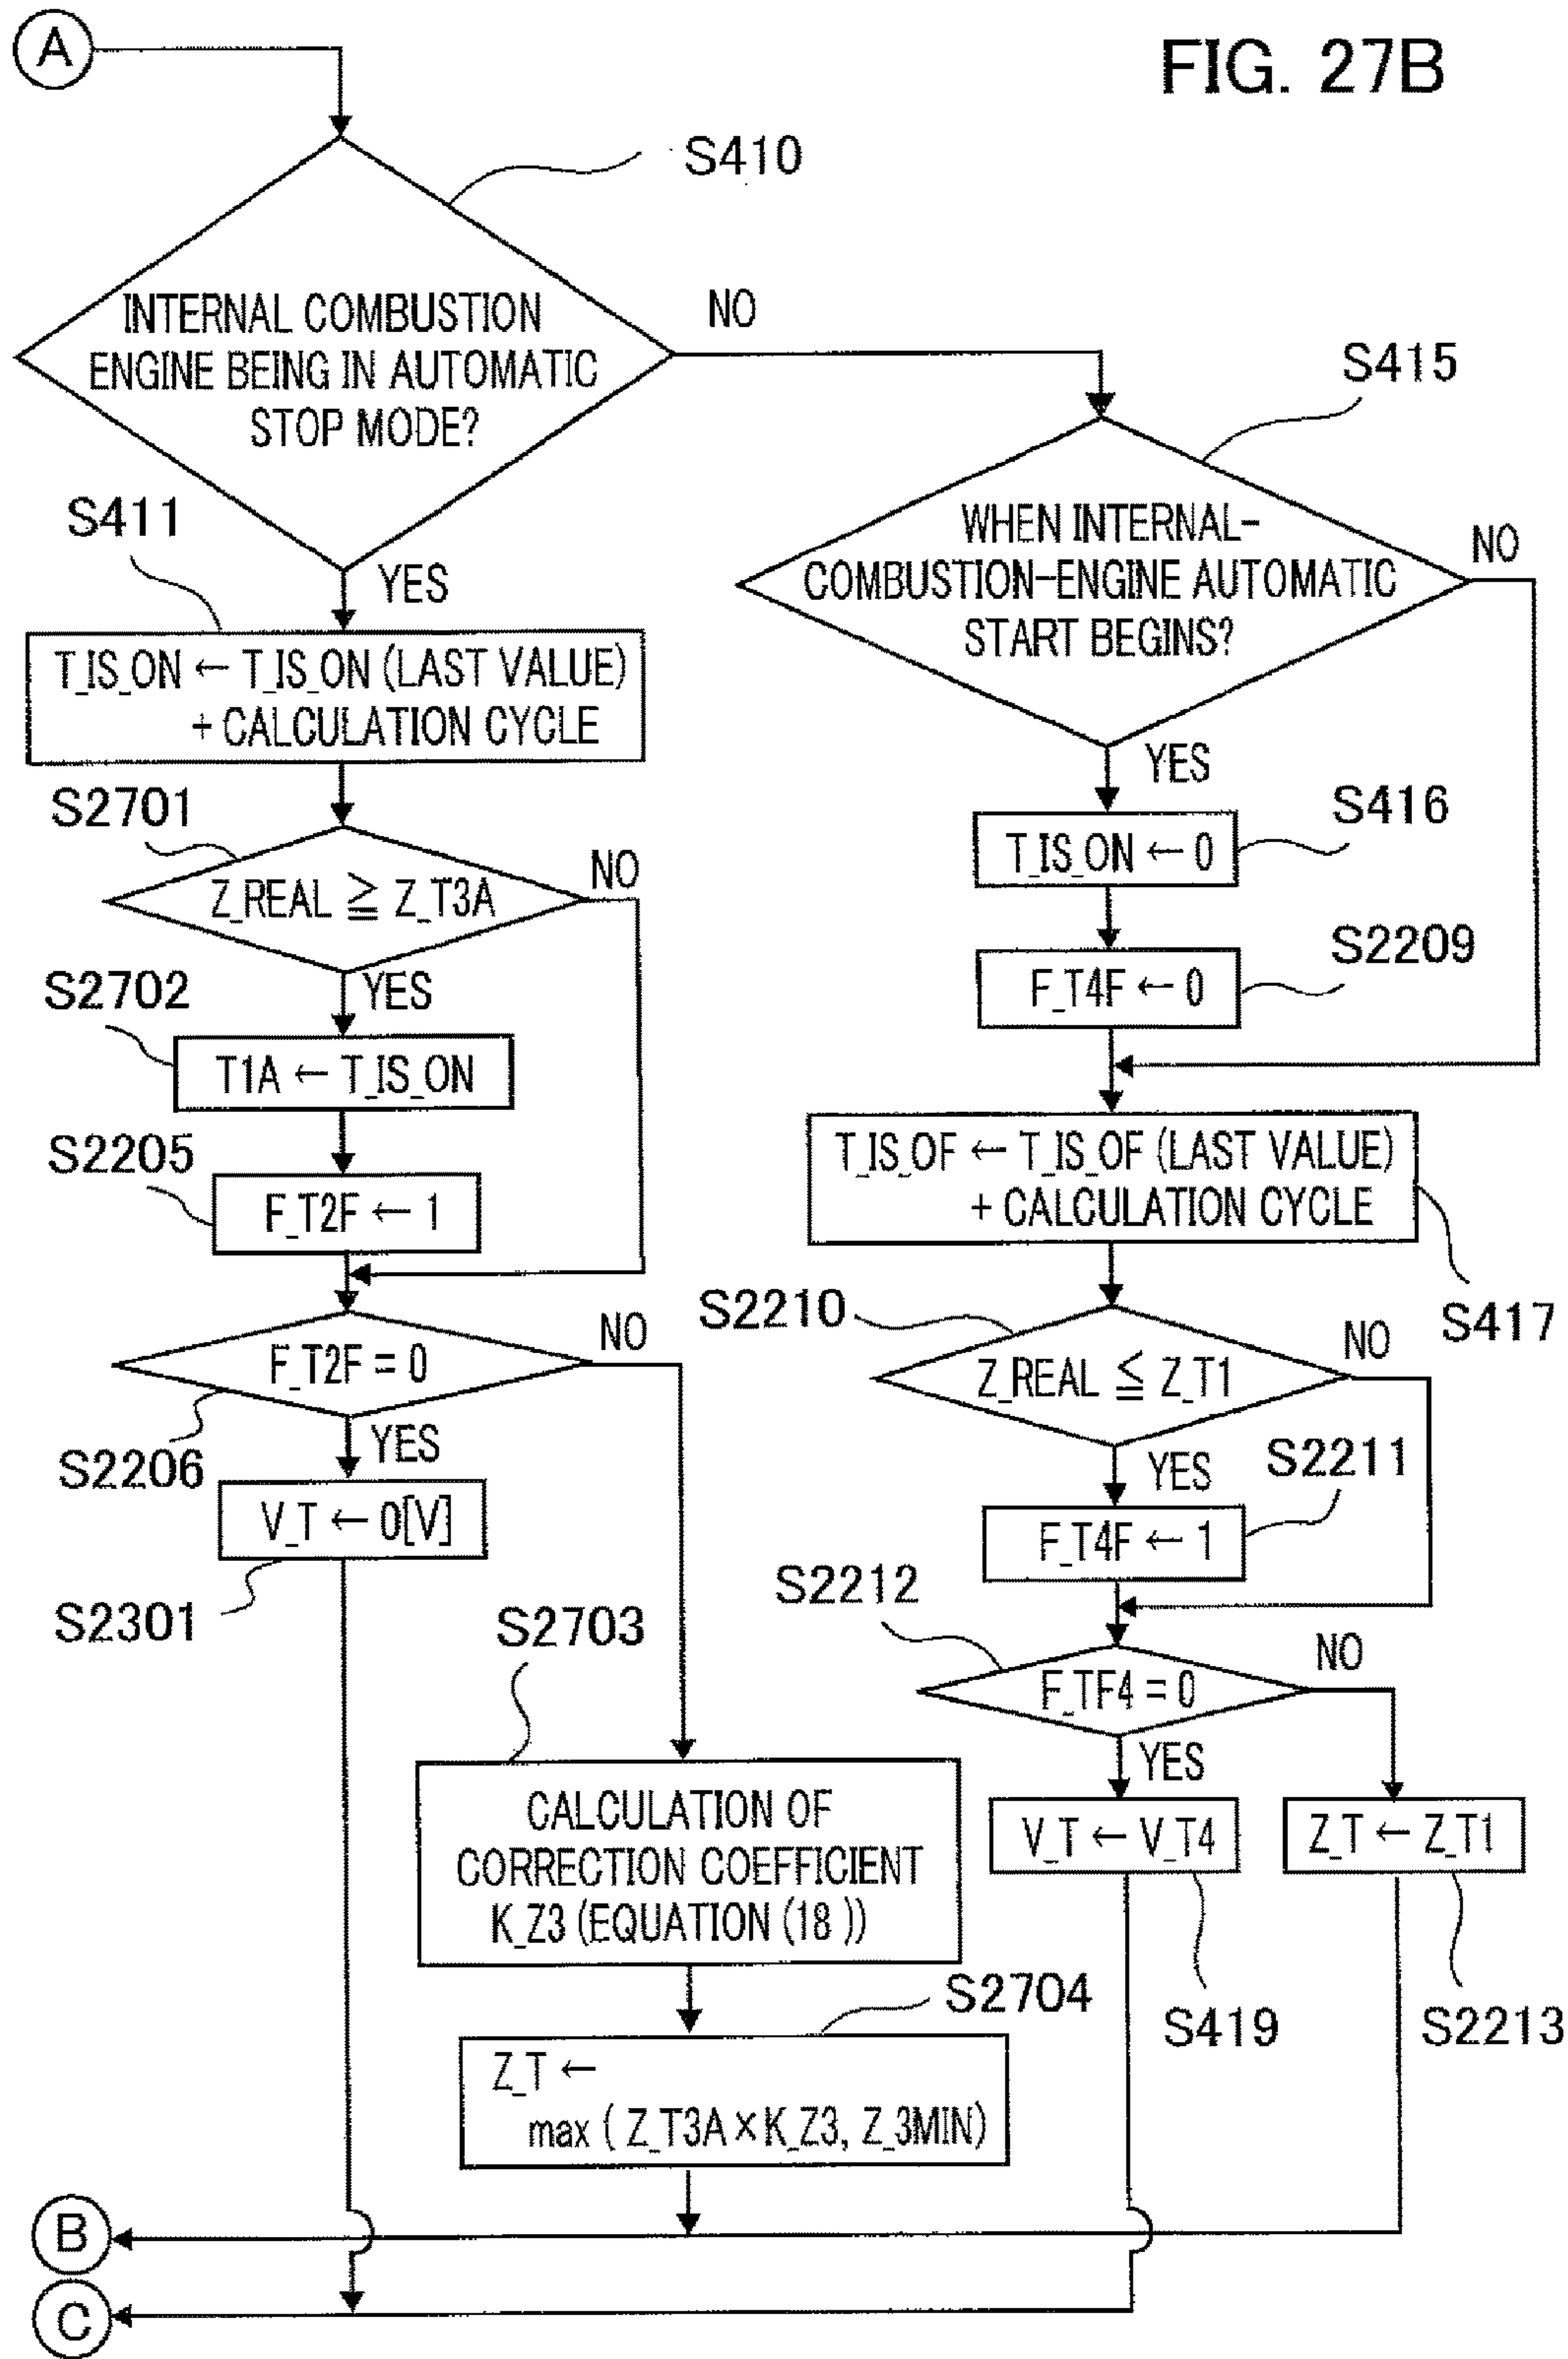 A
FIG. 27B
S410
INTERNAL COMBUSTION
ENGINE BEING IN AUTOMATIC
STOP MODE?
NO
YES
S411
T_IS_ON ← T_IS_ON (LAST VALUE)
+ CALCULATION CYCLE
S2701
Z_REAL ≧ Z_T3A
NO
YES
S2702
T1A ← T_IS_ON
S2205
F_T2F ← 1
F_T2F = 0
NO
S2206
YES
V_T ← 0[V]
S2301
S2703
CALCULATION OF
CORRECTION COEFFICIENT
K_Z3 (EQUATION (18 ))
S2704
Z_T ←
max ( Z_T3A × K_Z3, Z_3MIN)
S415
WHEN INTERNAL-
COMBUSTION-ENGINE AUTOMATIC
START BEGINS?
NO
YES
S416
T_IS_ON ← 0
S2209
F_T4F ← 0
T_IS_OF ← T_IS_OF (LAST VALUE)
+ CALCULATION CYCLE
S417
S2210
Z_REAL ≦ Z_T1
NO
YES
S2211
F_T4F ← 1
S2212
F_TF4 = 0
NO
YES
V_T ← V_T4
Z_T ← Z_T1
S419
S2213
B
C